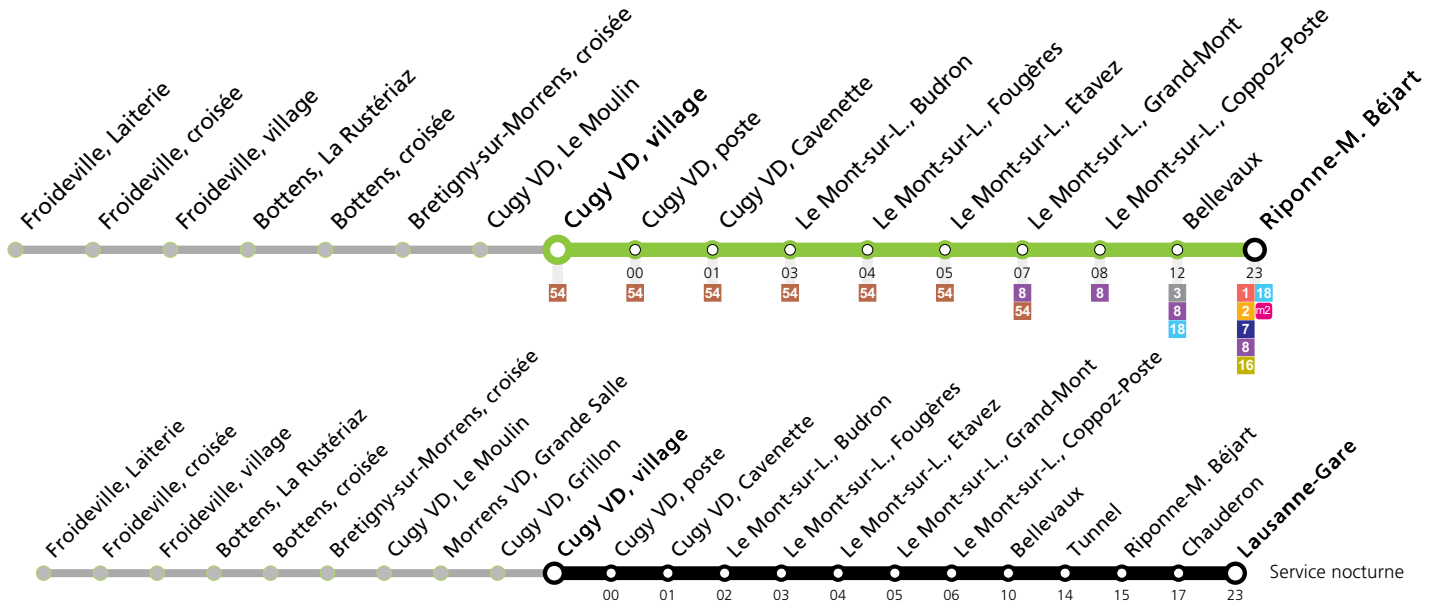 Froideville, Laiterie
Froideville, croisée
Froideville, village
Bottens, La Rustériaz
Bottens, croisée
Bretigny-sur-Morrens, croisée
Cugy VD, Le Moulin
Cugy VD, village
Cugy VD, poste
Cugy VD, Cavenette
Le Mont-sur-L., Budron
Le Mont-sur-L., Fougères
Le Mont-sur-L., Etavez
Le Mont-sur-L., Grand-Mont
Le Mont-sur-L., Coppoz-Poste
Bellevaux
Riponne-M. Béjart
00 01 03 04 05 07 08 12 23
54 54 54 54 54 54 8 8 3 1 18
54 8 2 m2
18 7
8
16
Froideville, Laiterie
Froideville, croisée
Froideville, village
Bottens, La Rustériaz
Bottens, croisée
Bretigny-sur-Morrens, croisée
Cugy VD, Le Moulin
Morrens VD, Grande Salle
Cugy VD, Grillon
Cugy VD, village
Cugy VD, poste
Cugy VD, Cavenette
Le Mont-sur-L., Budron
Le Mont-sur-L., Fougères
Le Mont-sur-L., Etavez
Le Mont-sur-L., Grand-Mont
Le Mont-sur-L., Coppoz-Poste
Bellevaux
Tunnel
Riponne-M. Béjart
Chauderon
Lausanne-Gare
Service nocturne
00 01 02 03 04 05 06 10 14 15 17 23